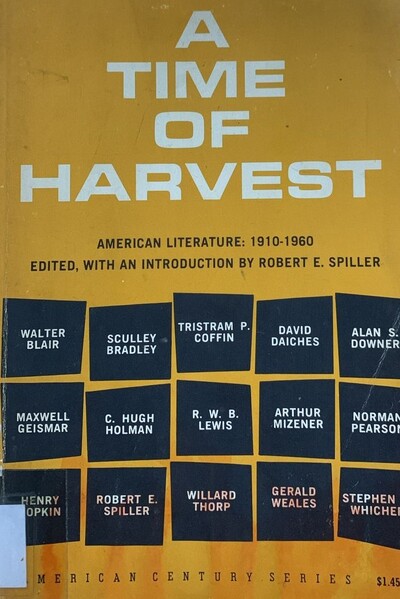 A
TIME
OF
HARVEST
AMERICAN LITERATURE: 1910-1960
EDITED, WITH AN INTRODUCTION BY ROBERT E. SPILLER
WALTER
BLAIR
SCULLEY
BRADLEY
TRISTRAM P.
COFFIN
DAVID
DAICHES
ALAN S.
DOWNER
MAXWELL
GEISMAR
C. HUGH
HOLMAN
R. W. B.
LEWIS
ARTHUR
MIZENER
NORMAN
PEARSON
HENRY
OPKIN
ROBERT E.
SPILLER
WILLARD
THORP
GERALD
WEALES
STEPHEN
WHICHE
MERICAN CENTURY SERIES
$1.45